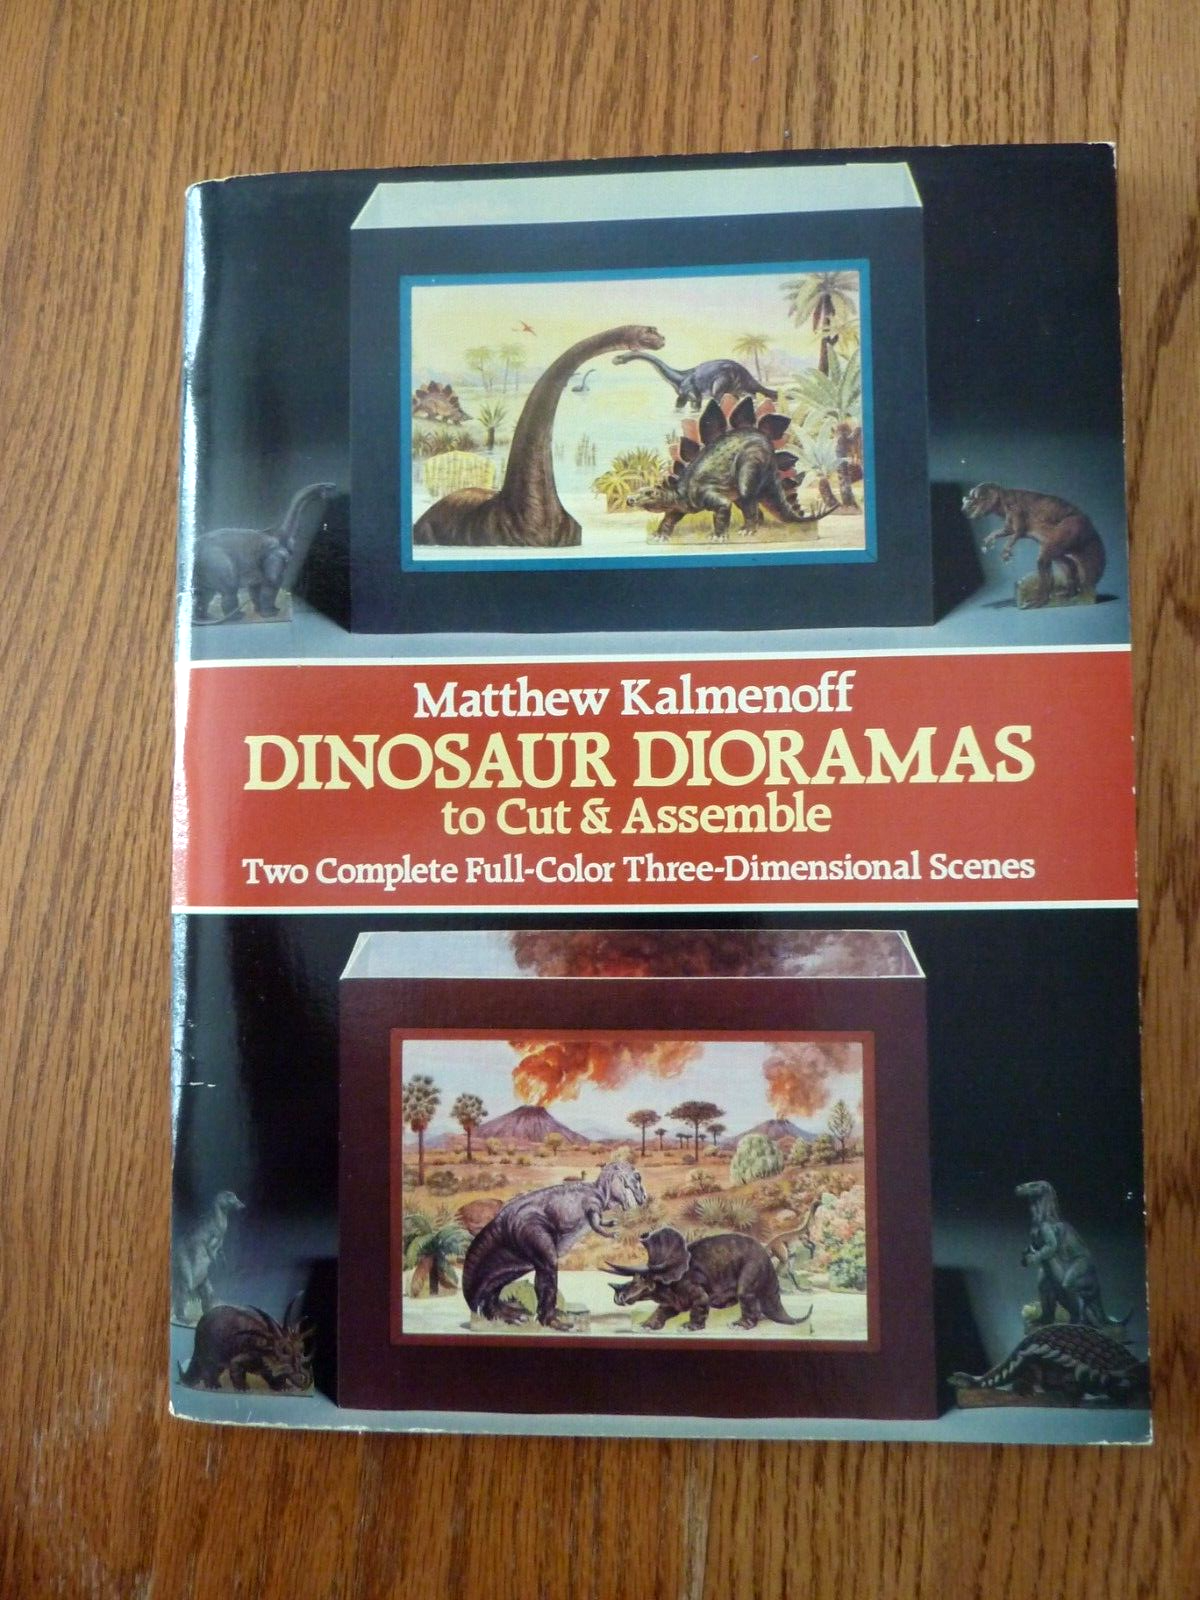 Matthew Kalmenoff
DINOSAUR DIORAMAS
to Cut & Assemble
Two Complete Full-Color Three-Dimensional Scenes